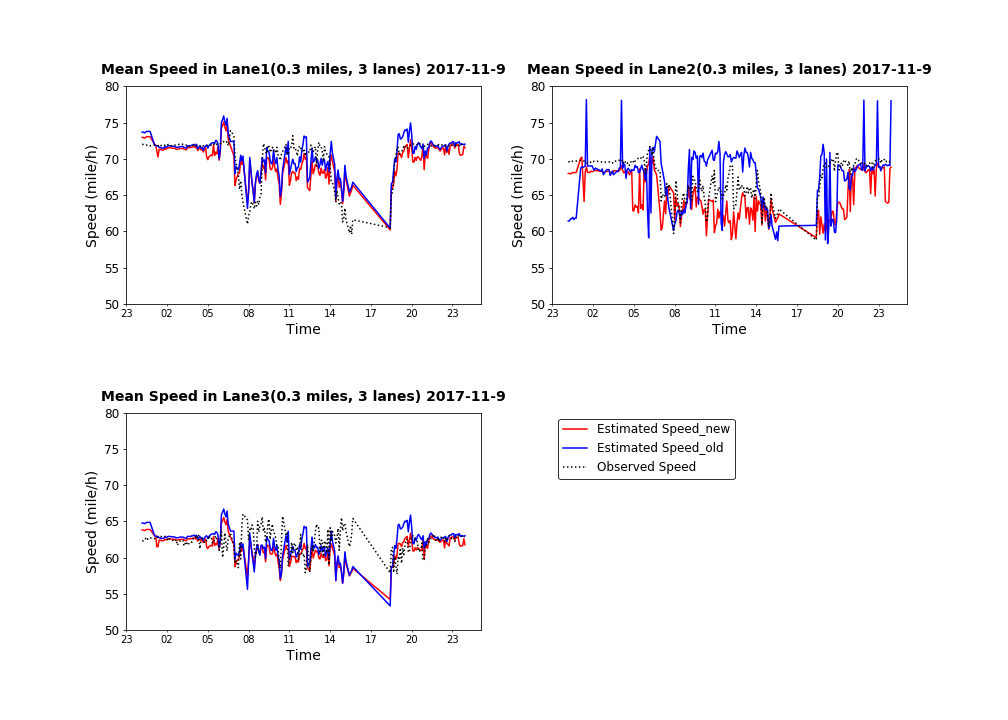 Mean Speed in Lane1(0.3 miles, 3 lanes) 2017-11-9
80
75
70
65
60
55
50
Speed (mile/h)
23 02 05 08 11 14 17 20 23
Time
Mean Speed in Lane2(0.3 miles, 3 lanes) 2017-11-9
80
75
70
65
60
55
50
Speed (mile/h)
23 02 05 08 11 14 17 20 23
Time
Mean Speed in Lane3(0.3 miles, 3 lanes) 2017-11-9
80
75
70
65
60
55
50
Speed (mile/h)
23 02 05 08 11 14 17 20 23
Time
Estimated Speed_new
Estimated Speed_old
Observed Speed